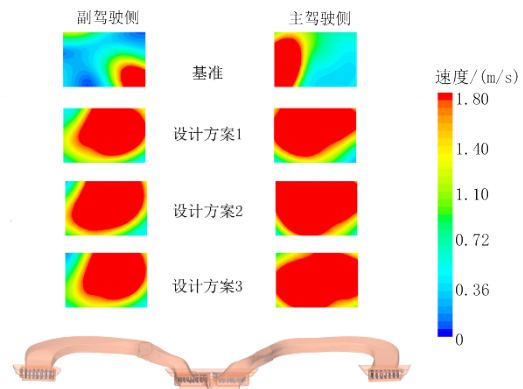 副驾驶侧
主驾驶侧
基准
速度/(m/s)
1.80
设计方案1
1.40
1.10
设计方案2
0.72
设计方案3
0.36
0